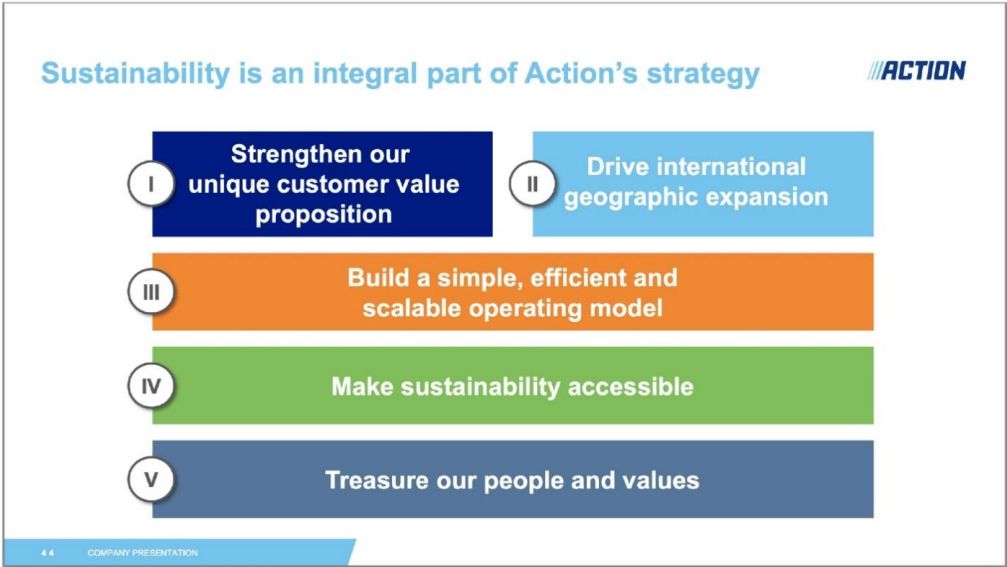 Sustainability is an integral part of Action's strategy
ACTION
I
Strengthen our
unique customer value
proposition
II
Drive international
geographic expansion
III
Build a simple, efficient and
scalable operating model
IV
Make sustainability accessible
V
Treasure our people and values
4 4
COMPANY PRESENTATION